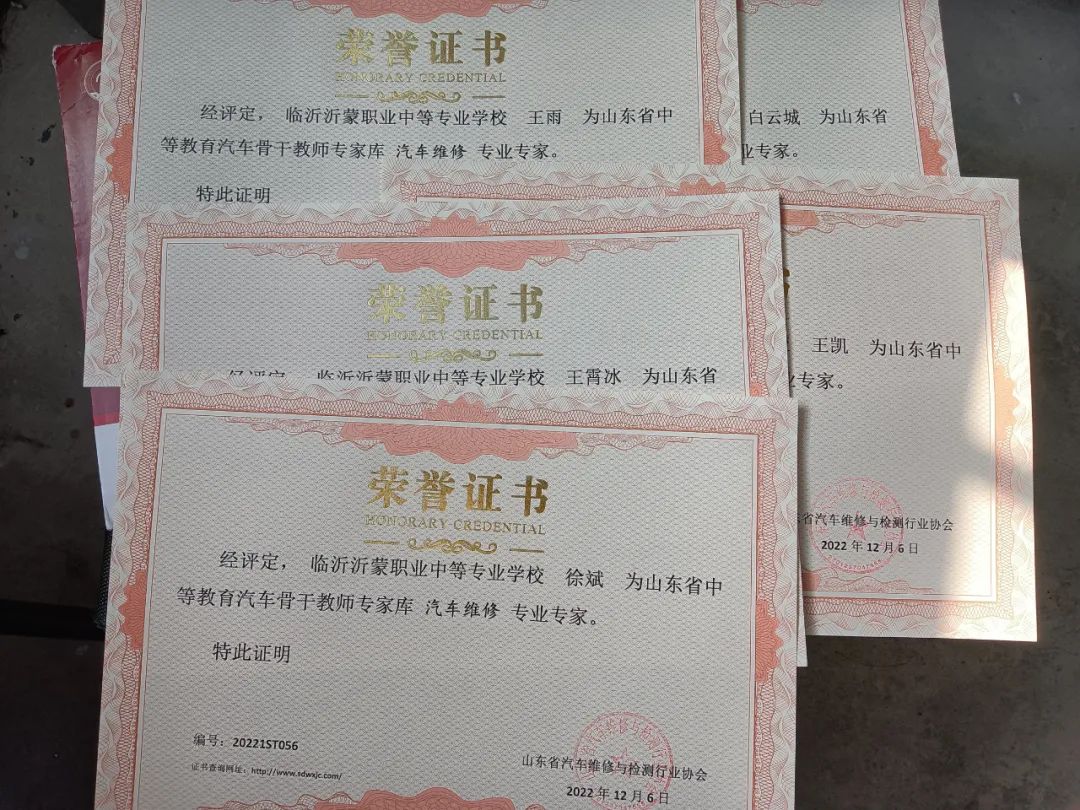 荣誉证书
HONORARY CREDENTIAL
经评定， 临沂沂蒙职业中等专业学校 王雨 为山东省中
等教育汽车骨干教师专家库 汽车维修 专业专家。
特此证明
白云城 为山东省
业专家。
荣誉证书
HONORARY CREDENTIAL
经评定， 临沂沂蒙职业中等专业学校 王霄冰 为山东省
王凯 为山东省中
业专家。
省汽车维修与检测行业协会
2022 年 12 月 6 日
荣誉证书
HONORARY CREDENTIAL
经评定， 临沂沂蒙职业中等专业学校 徐斌 为山东省中
等教育汽车骨干教师专家库 汽车维修 专业专家。
特此证明
编号：20221ST056
证书查询网址：http://www.sdwxjc.com/
山东省汽车维修与检测行业协会
2022 年 12 月 6 日